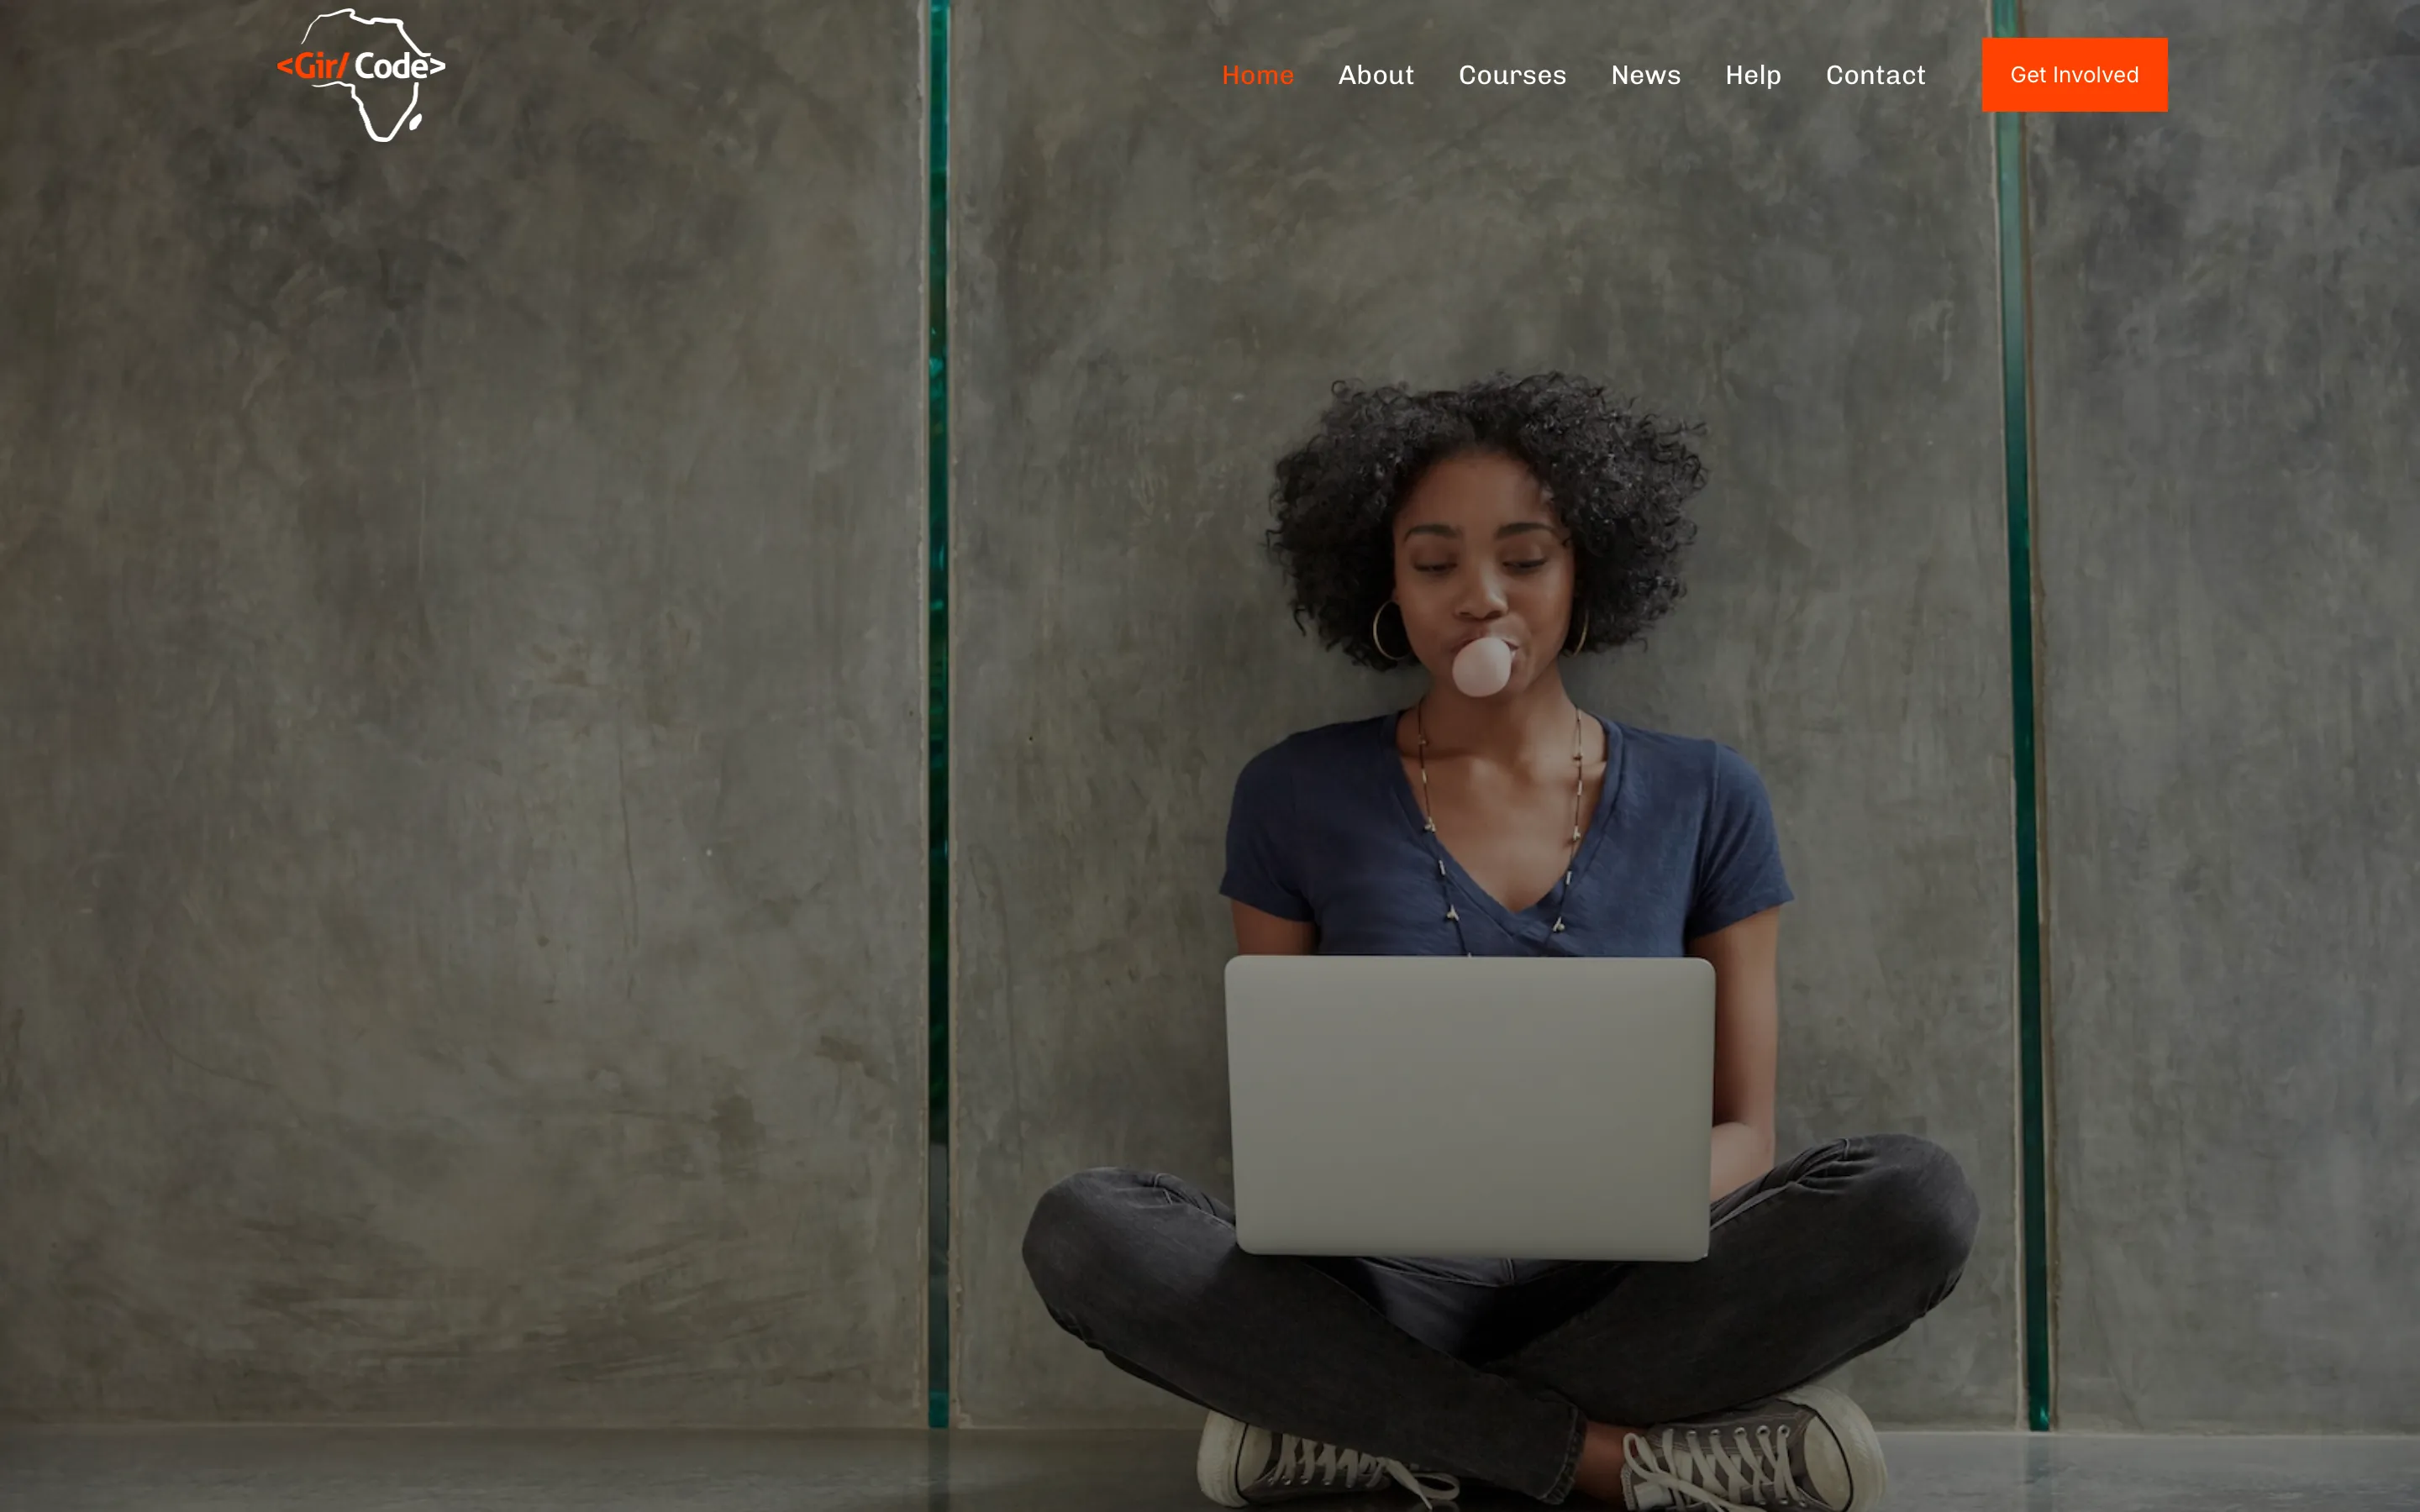 <Girl Code>
Home
About
Courses
News
Help
Contact
Get Involved